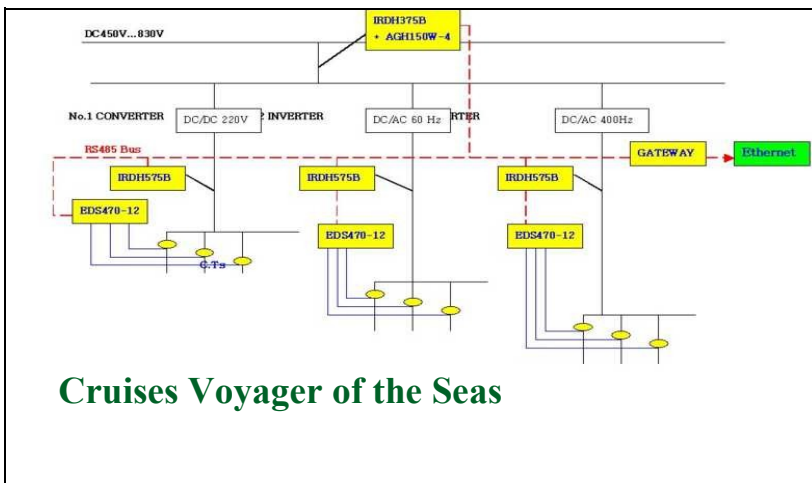 IRDH375B
+ AGH150W-4
DC450V...830V
No.1 CONVERTER
DC/DC 220V
2 INVERTER
DC/AC 60 Hz
RTER
DC/AC 400Hz
RS485 Bus
GATEWAY
Ethernet
IRDH575B
IRDH575B
IRDH575B
EDS470-12
EDS470-12
EDS470-12
C.Ts
Cruises Voyager of the Seas